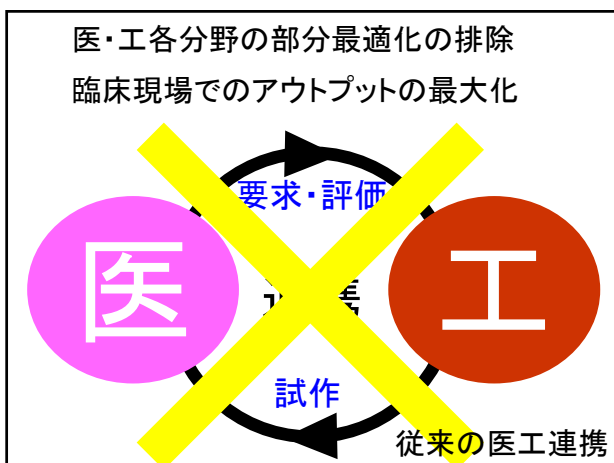 医・工各分野の部分最適化の排除
臨床現場でのアウトプットの最大化
要求・評価
医
工
試作
従来の医工連携